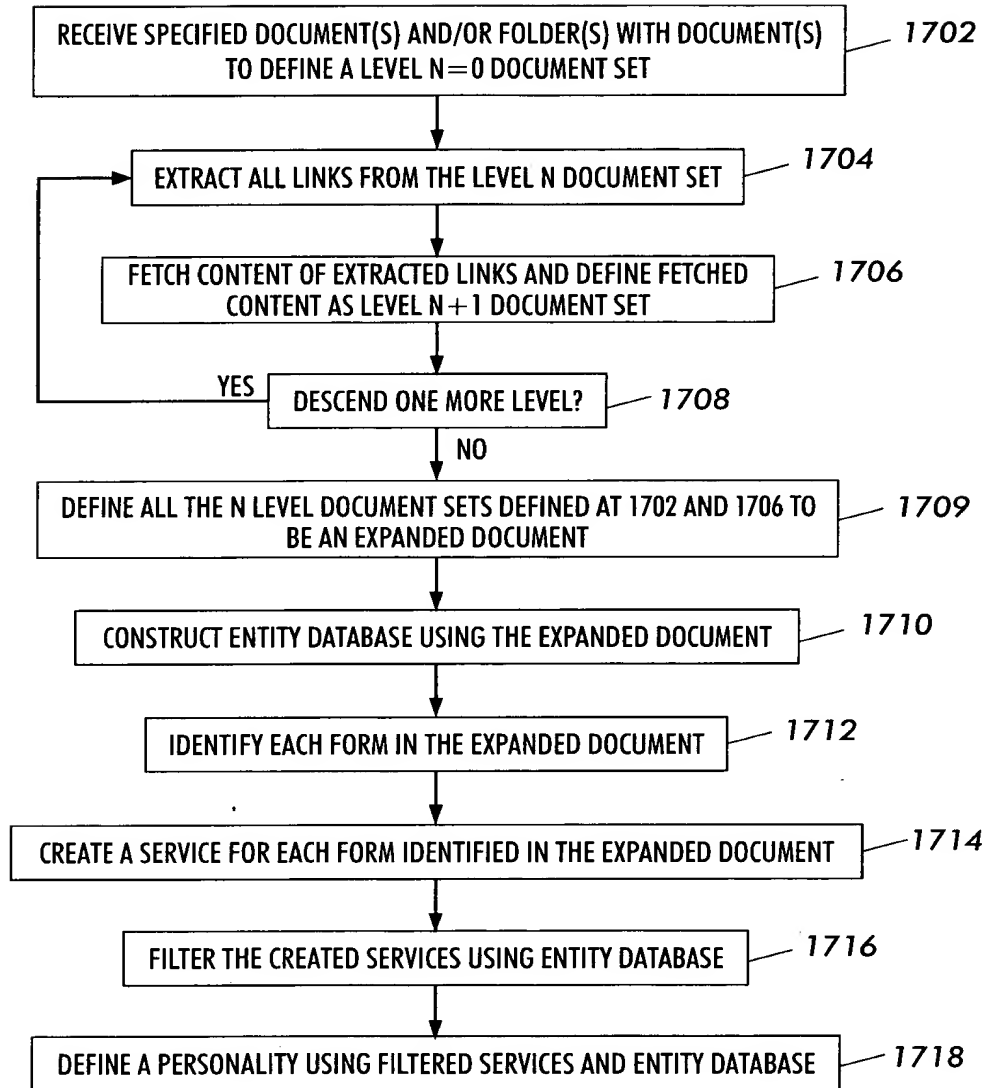 RECEIVE SPECIFIED DOCUMENT(S) AND/OR FOLDER(S) WITH DOCUMENT(S)
TO DEFINE A LEVEL N=0 DOCUMENT SET
1702
EXTRACT ALL LINKS FROM THE LEVEL N DOCUMENT SET
1704
FETCH CONTENT OF EXTRACTED LINKS AND DEFINE FETCHED
CONTENT AS LEVEL N+1 DOCUMENT SET
1706
YES
DESCEND ONE MORE LEVEL?
1708
NO
DEFINE ALL THE N LEVEL DOCUMENT SETS DEFINED AT 1702 AND 1706 TO
BE AN EXPANDED DOCUMENT
1709
CONSTRUCT ENTITY DATABASE USING THE EXPANDED DOCUMENT
1710
IDENTIFY EACH FORM IN THE EXPANDED DOCUMENT
1712
CREATE A SERVICE FOR EACH FORM IDENTIFIED IN THE EXPANDED DOCUMENT
1714
FILTER THE CREATED SERVICES USING ENTITY DATABASE
1716
DEFINE A PERSONALITY USING FILTERED SERVICES AND ENTITY DATABASE
1718